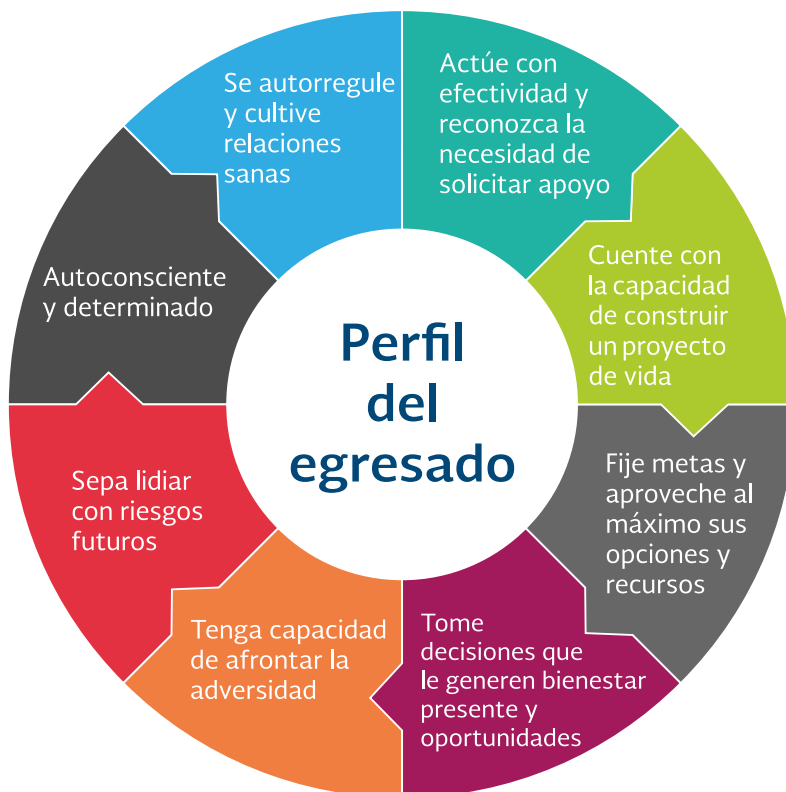 Perfil
del
egresado
Actúe con
efectividad y
reconozca la
necesidad de
solicitar apoyo
Cuente con
la capacidad
de construir
un proyecto
de vida
Fije metas y
aproveche al
máximo sus
opciones y
recursos
Tome
decisiones que
le generen bienestar
presente y
oportunidades
Tenga capacidad
de afrontar la
adversidad
Sepa lidiar
con riesgos
futuros
Autoconsciente
y determinado
Se autorregule
y cultive
relaciones
sanas